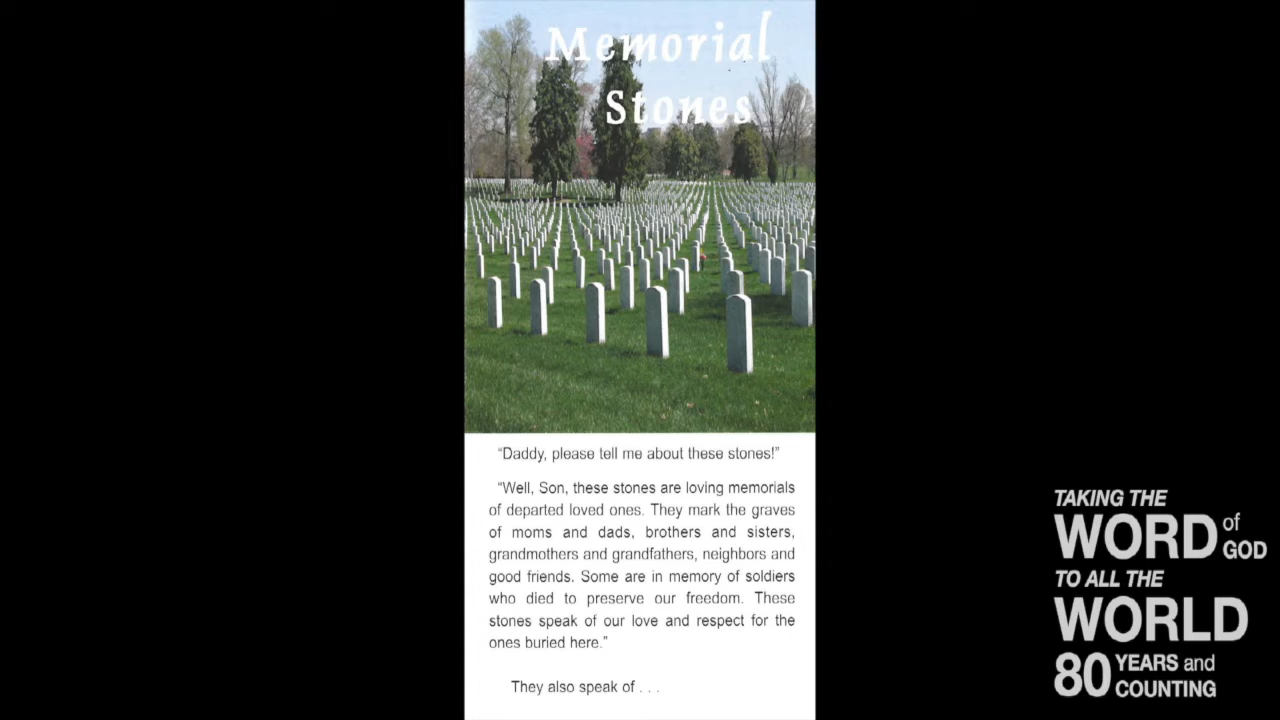 Memorial
Stones
“Daddy, please tell me about these stones!”
“Well, Son, these stones are loving memorials
of departed loved ones. They mark the graves
of moms and dads, brothers and sisters,
grandmothers and grandfathers, neighbors and
good friends. Some are in memory of soldiers
who died to preserve our freedom. These
stones speak of our love and respect for the
ones buried here.”
They also speak of . . .
TAKING THE
WORD of GOD
TO ALL THE
WORLD
80 YEARS and
COUNTING